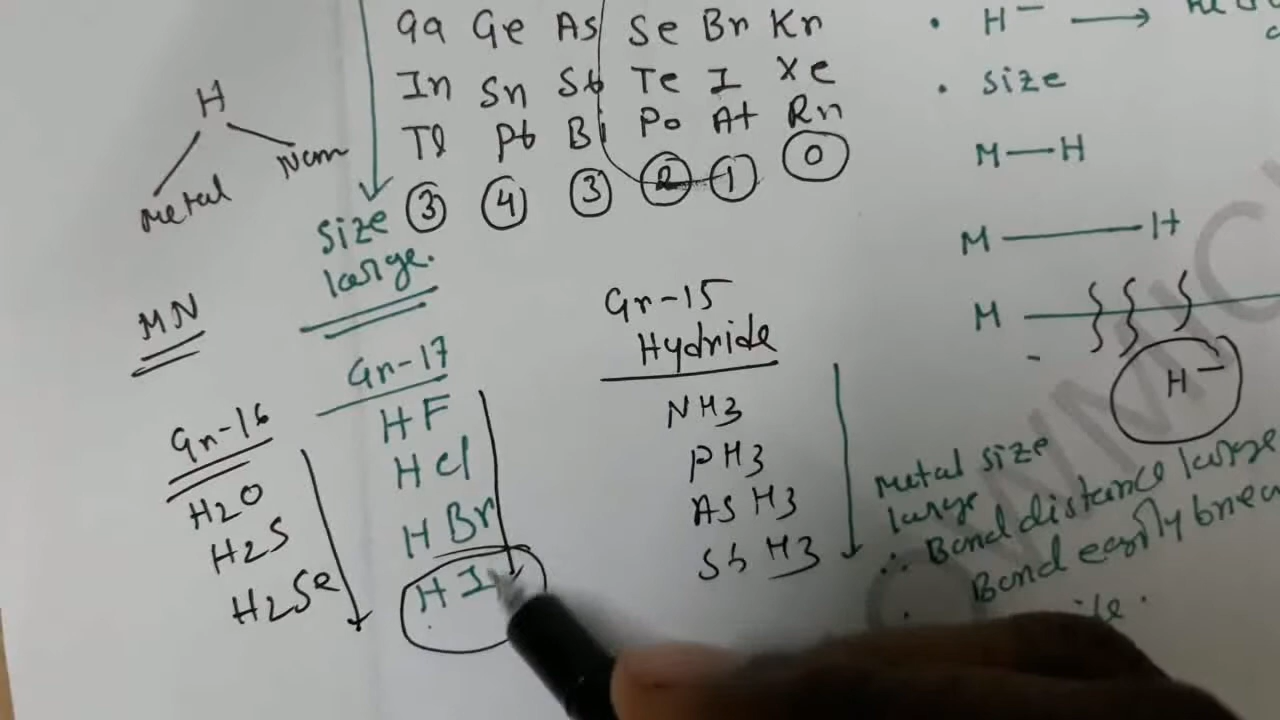 Ga Ge As Se Br Kr
In Sn Sb Te I Xe
Tl Pb Bi Po At Rn
3 4 3 2 1 0
H
Metal Nom
Size
large.
MN
Gr-16
H2O
H2S
H2Se
Gr-17
HF
HCl
HBr
HI
Gr-15
Hydride
NH3
PH3
AsH3
SbH3
• H⁻ →
• Size
M—H
M—H
M
H⁻
Metal size
large
∴ Bond distance large
Bond easily